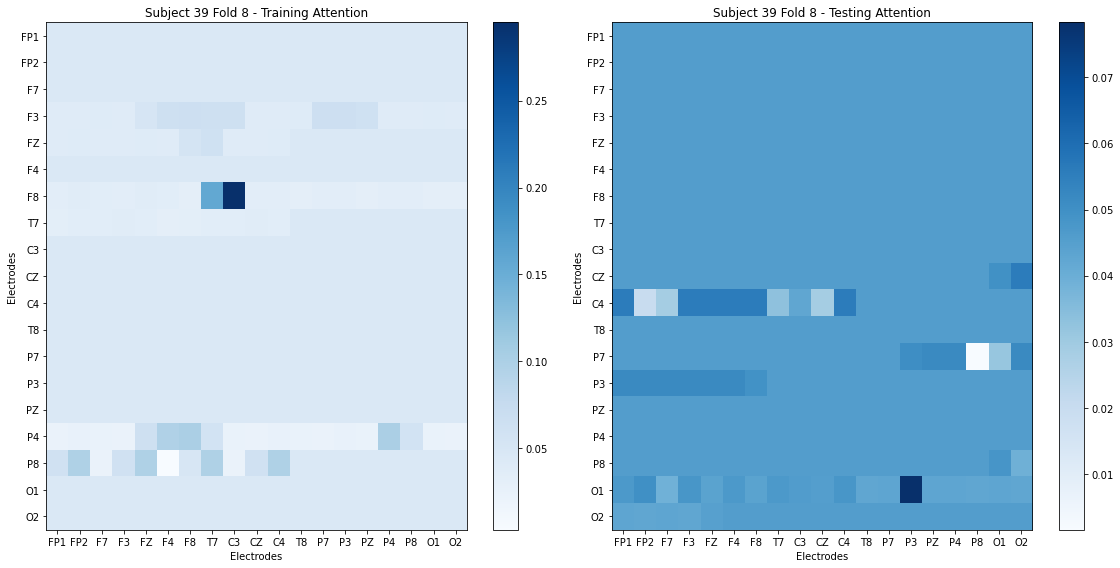 Subject 39 Fold 8 - Training Attention
FP1
FP2
F7
F3
FZ
F4
F8
T7
C3
CZ
C4
T8
P7
P3
PZ
P4
P8
O1
O2
Electrodes
FP1 FP2 F7 F3 FZ F4 F8 T7 C3 CZ C4 T8 P7 P3 PZ P4 P8 O1 O2
Electrodes
0.25
0.20
0.15
0.10
0.05
Subject 39 Fold 8 - Testing Attention
FP1
FP2
F7
F3
FZ
F4
F8
T7
C3
CZ
C4
T8
P7
P3
PZ
P4
P8
O1
O2
Electrodes
FP1 FP2 F7 F3 FZ F4 F8 T7 C3 CZ C4 T8 P7 P3 PZ P4 P8 O1 O2
Electrodes
0.07
0.06
0.05
0.04
0.03
0.02
0.01